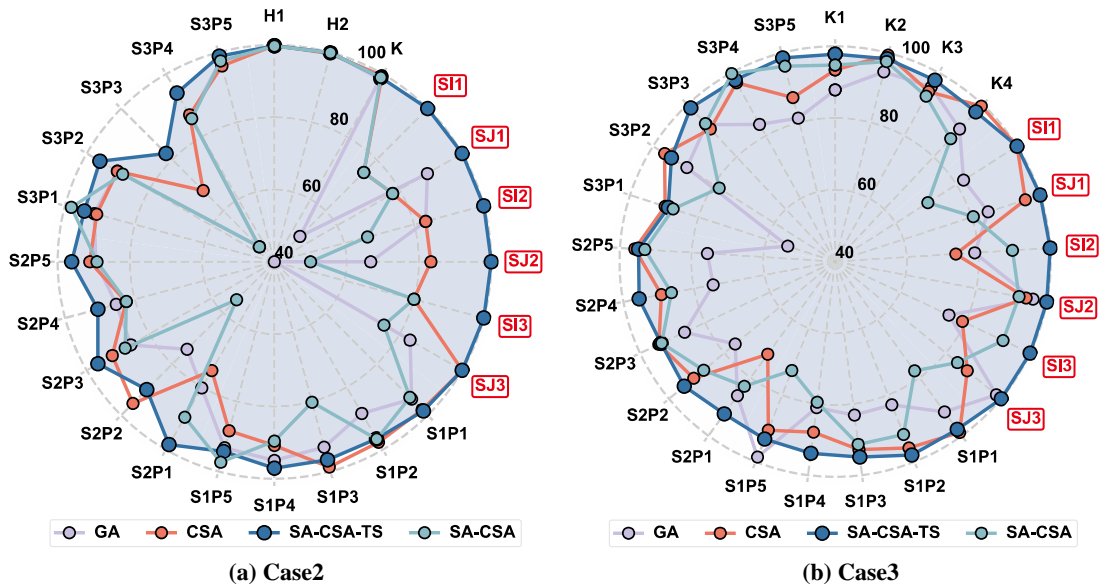 H1
H2
K
SI1
SJ1
SI2
SJ2
SI3
SJ3
S1P1
S1P2
S1P3
S1P4
S1P5
S2P1
S2P2
S2P3
S2P4
S2P5
S3P1
S3P2
S3P3
S3P4
S3P5
100
80
60
40
GA CSA SA-CSA-TS SA-CSA
(a) Case2
K1
K2
K3
K4
SI1
SJ1
SI2
SJ2
SI3
SJ3
S1P1
S1P2
S1P3
S1P4
S1P5
S2P1
S2P2
S2P3
S2P4
S2P5
S3P1
S3P2
S3P3
S3P4
S3P5
100
80
60
40
GA CSA SA-CSA-TS SA-CSA
(b) Case3